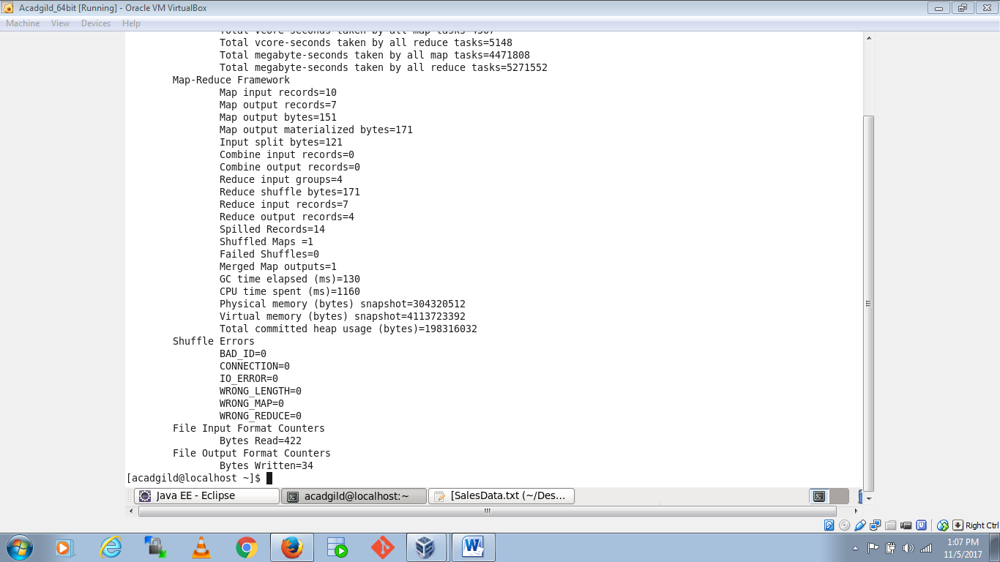 Acadgild_64bit [Running] - Oracle VM VirtualBox
Machine View Devices Help
Total vcore-seconds taken by all map tasks=4367
Total vcore-seconds taken by all reduce tasks=5148
Total megabyte-seconds taken by all map tasks=4471808
Total megabyte-seconds taken by all reduce tasks=5271552
Map-Reduce Framework
Map input records=10
Map output records=7
Map output bytes=151
Map output materialized bytes=171
Input split bytes=121
Combine input records=0
Combine output records=0
Reduce input groups=4
Reduce shuffle bytes=171
Reduce input records=7
Reduce output records=4
Spilled Records=14
Shuffled Maps =1
Failed Shuffles=0
Merged Map outputs=1
GC time elapsed (ms)=130
CPU time spent (ms)=1160
Physical memory (bytes) snapshot=304320512
Virtual memory (bytes) snapshot=4113723392
Total committed heap usage (bytes)=198316032
Shuffle Errors
BAD_ID=0
CONNECTION=0
IO_ERROR=0
WRONG_LENGTH=0
WRONG_MAP=0
WRONG_REDUCE=0
File Input Format Counters
Bytes Read=422
File Output Format Counters
Bytes Written=34
[acadgild@localhost ~]$
Java EE - Eclipse
acadgild@localhost:~
[SalesData.txt (~/Des...
Right Ctrl
1:07 PM
11/5/2017